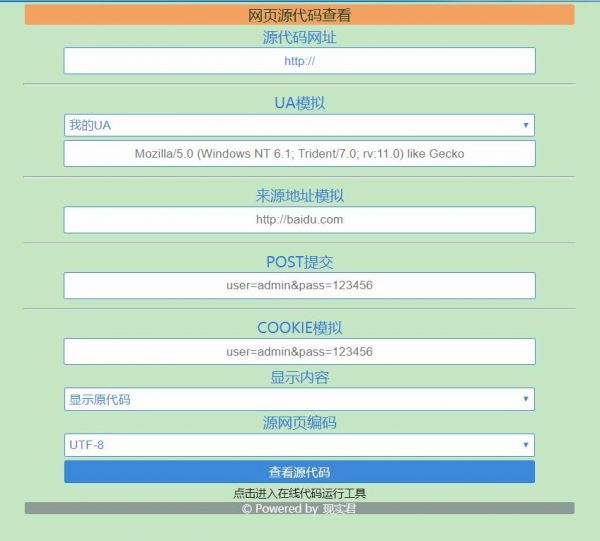 网页源代码查看
源代码网址
http://
UA模拟
我的UA
Mozilla/5.0 (Windows NT 6.1; Trident/7.0; rv:11.0) like Gecko
来源地址模拟
http://baidu.com
POST提交
user=admin&pass=123456
COOKIE模拟
user=admin&pass=123456
显示内容
显示原代码
源网页编码
UTF-8
查看源代码
点击进入在线代码运行工具
© Powered by 现实君